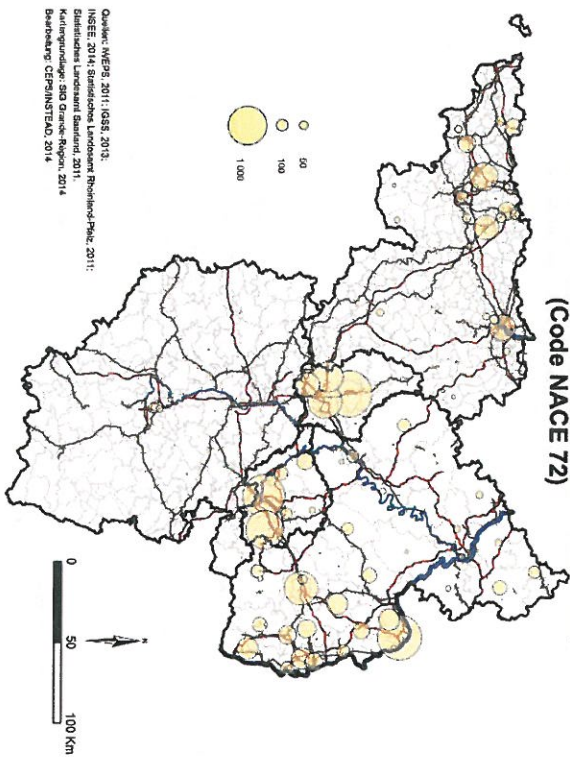 (Code NACE 72)
50
100
1 000
Quellen: IWEPS, 2011; IGSS, 2013;
INSEE, 2014; Statistisches Landesamt Rheinland-Pfalz, 2011;
Statistisches Landesamt Saarland, 2011.
Kartengrundlage: SIG Grande-Région, 2014
Bearbeitung: CEPS/INSTEAD, 2014
N
0 50 100 Km